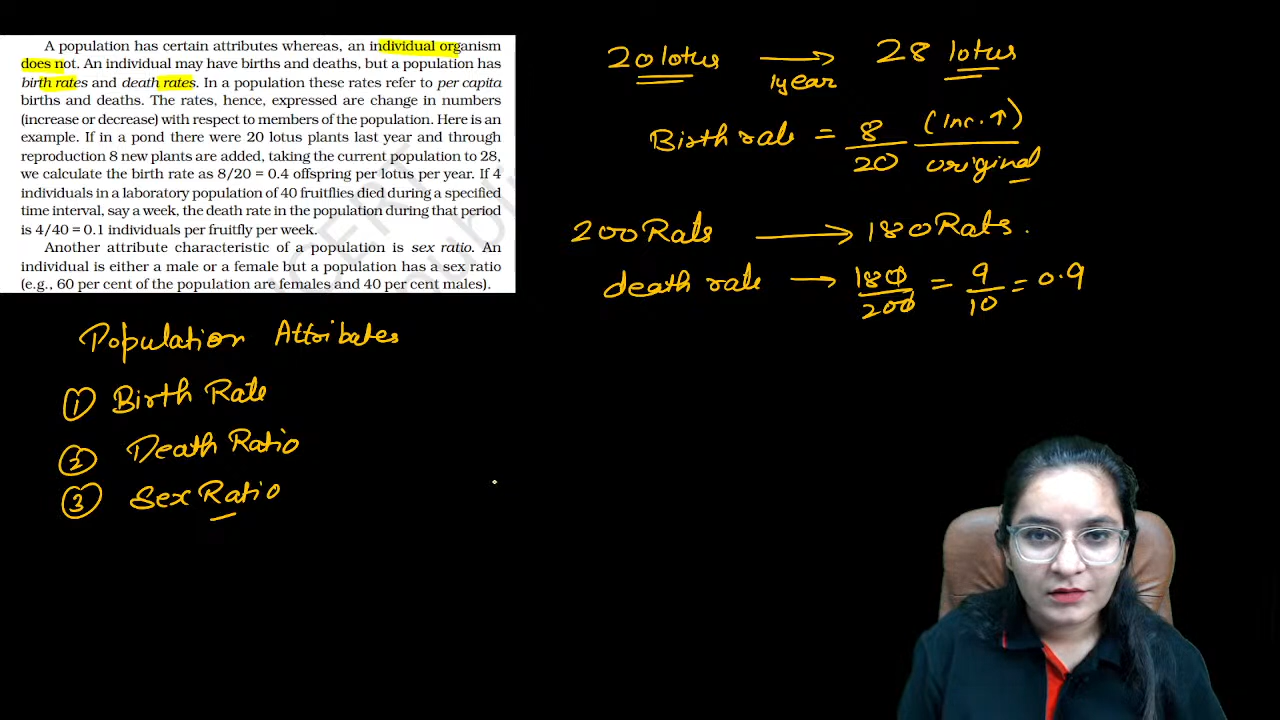 A population has certain attributes whereas, an individual organism
does not. An individual may have births and deaths, but a population has
birth rates and death rates. In a population these rates refer to per capita
births and deaths. The rates, hence, expressed are change in numbers
(increase or decrease) with respect to members of the population. Here is an
example. If in a pond there were 20 lotus plants last year and through
reproduction 8 new plants are added, taking the current population to 28,
we calculate the birth rate as 8/20 = 0.4 offspring per lotus per year. If 4
individuals in a laboratory population of 40 fruitflies died during a specified
time interval, say a week, the death rate in the population during that period
is 4/40 = 0.1 individuals per fruitfly per week.
Another attribute characteristic of a population is sex ratio. An
individual is either a male or a female but a population has a sex ratio
(e.g., 60 per cent of the population are females and 40 per cent males).
Population Attribates
① Birth Rate
② Death Ratio
③ Sex Ratio
20 lotus → 28 lotus
1year
Birth rate = 8/20 (Inc.↑)/original
200 Rats → 180 Rats.
death rate → 180/200 = 9/10 = 0.9